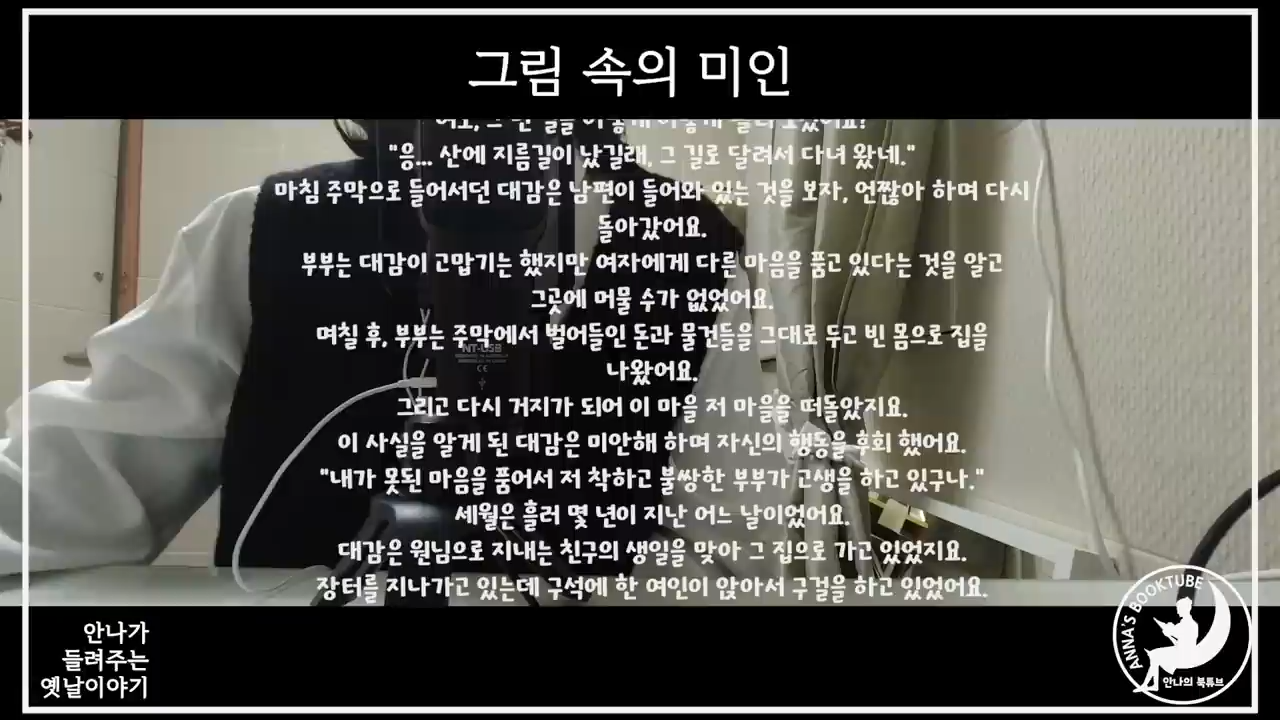 그림 속의 미인
"응... 산에 지름길이 났길래, 그 길로 달려서 다녀 왔네."
마침 주막으로 들어서던 대감은 남편이 들어와 있는 것을 보자, 언짢아 하며 다시
돌아갔어요.
부부는 대감이 고맙기는 했지만 여자에게 다른 마음을 품고 있다는 것을 알고
그곳에 머물 수가 없었어요.
며칠 후, 부부는 주막에서 벌어들인 돈과 물건들을 그대로 두고 빈 몸으로 집을
나왔어요.
그리고 다시 거지가 되어 이 마을 저 마을을 떠돌았지요.
이 사실을 알게 된 대감은 미안해 하며 자신의 행동을 후회 했어요.
"내가 못된 마음을 품어서 저 착하고 불쌍한 부부가 고생을 하고 있구나."
세월은 흘러 몇 년이 지난 어느 날이었어요.
대감은 원님으로 지내는 친구의 생일을 맞아 그 집으로 가고 있었지요.
장터를 지나가고 있는데 구석에 한 여인이 앉아서 구걸을 하고 있었어요.
NT-USB
CE
안나가
들려주는
옛날이야기
ANNA'S BOOKTUBE
안나의 북튜브